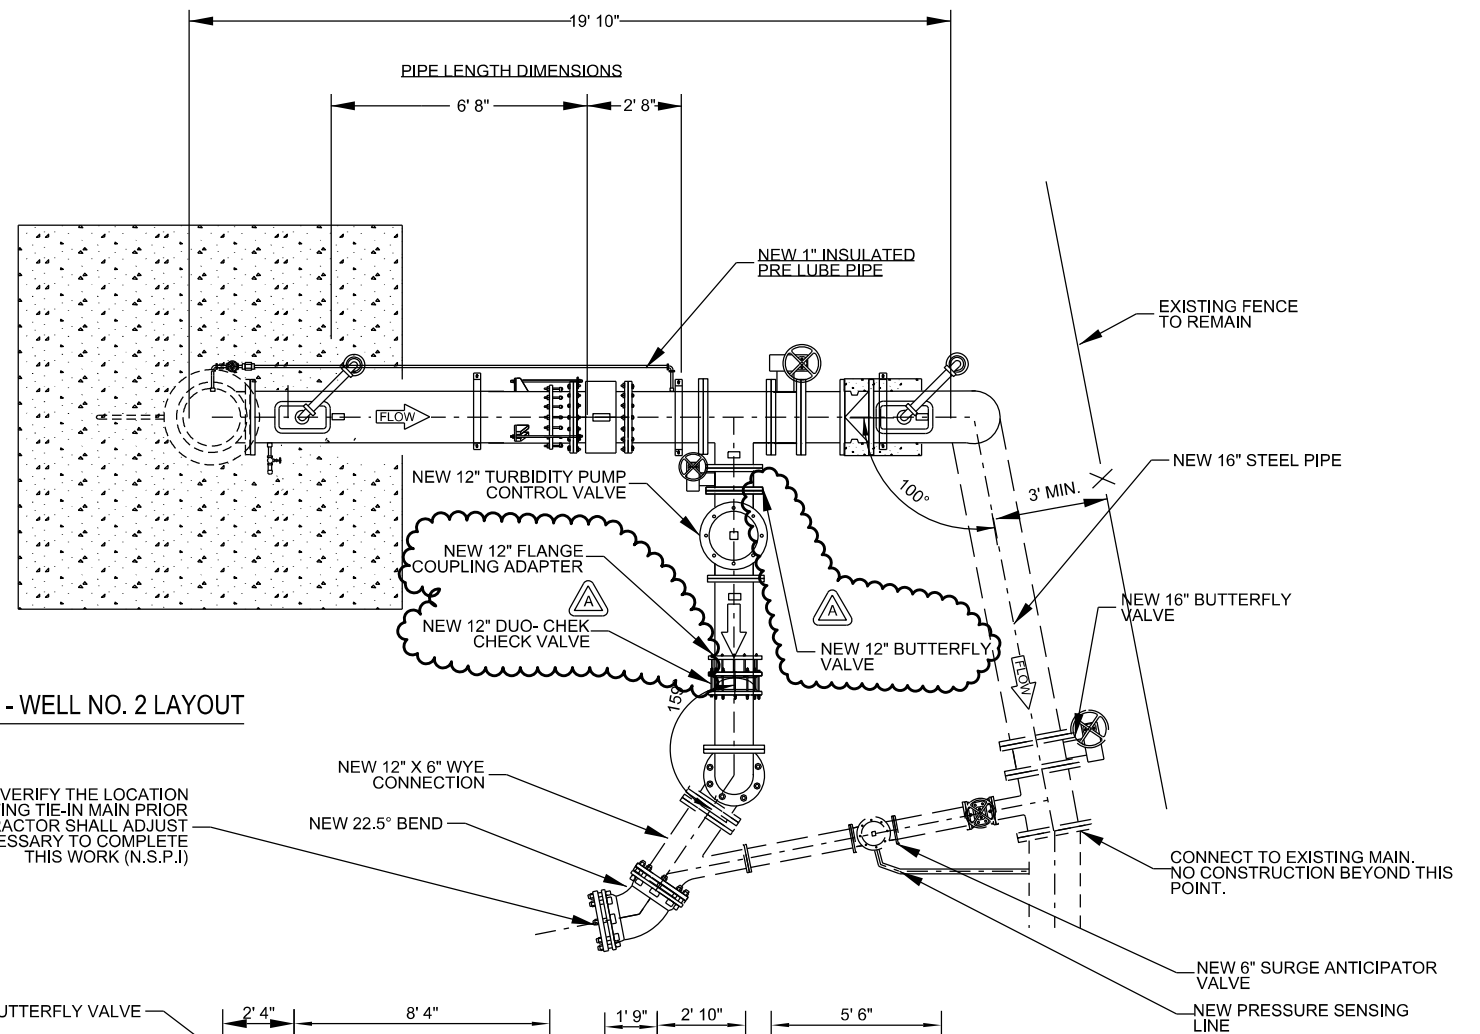 19' 10"
PIPE LENGTH DIMENSIONS
6' 8"
2' 8"
NEW 1" INSULATED
PRE LUBE PIPE
EXISTING FENCE
TO REMAIN
FLOW
NEW 12" TURBIDITY PUMP
CONTROL VALVE
100°
3' MIN.
NEW 16" STEEL PIPE
NEW 12" FLANGE
COUPLING ADAPTER
A
A
NEW 12" DUO- CHEK
CHECK VALVE
NEW 12" BUTTERFLY
VALVE
NEW 16" BUTTERFLY
VALVE
FLOW
159
- WELL NO. 2 LAYOUT
NEW 12" X 6" WYE
CONNECTION
VERIFY THE LOCATION
ING TIE-IN MAIN PRIOR
RACTOR SHALL ADJUST
ESSARY TO COMPLETE
THIS WORK (N.S.P.I)
NEW 22.5° BEND
CONNECT TO EXISTING MAIN.
NO CONSTRUCTION BEYOND THIS
POINT.
NEW 6" SURGE ANTICIPATOR
VALVE
NEW PRESSURE SENSING
LINE
UTTERFLY VALVE
2' 4"
8' 4"
1' 9"
2' 10"
5' 6"